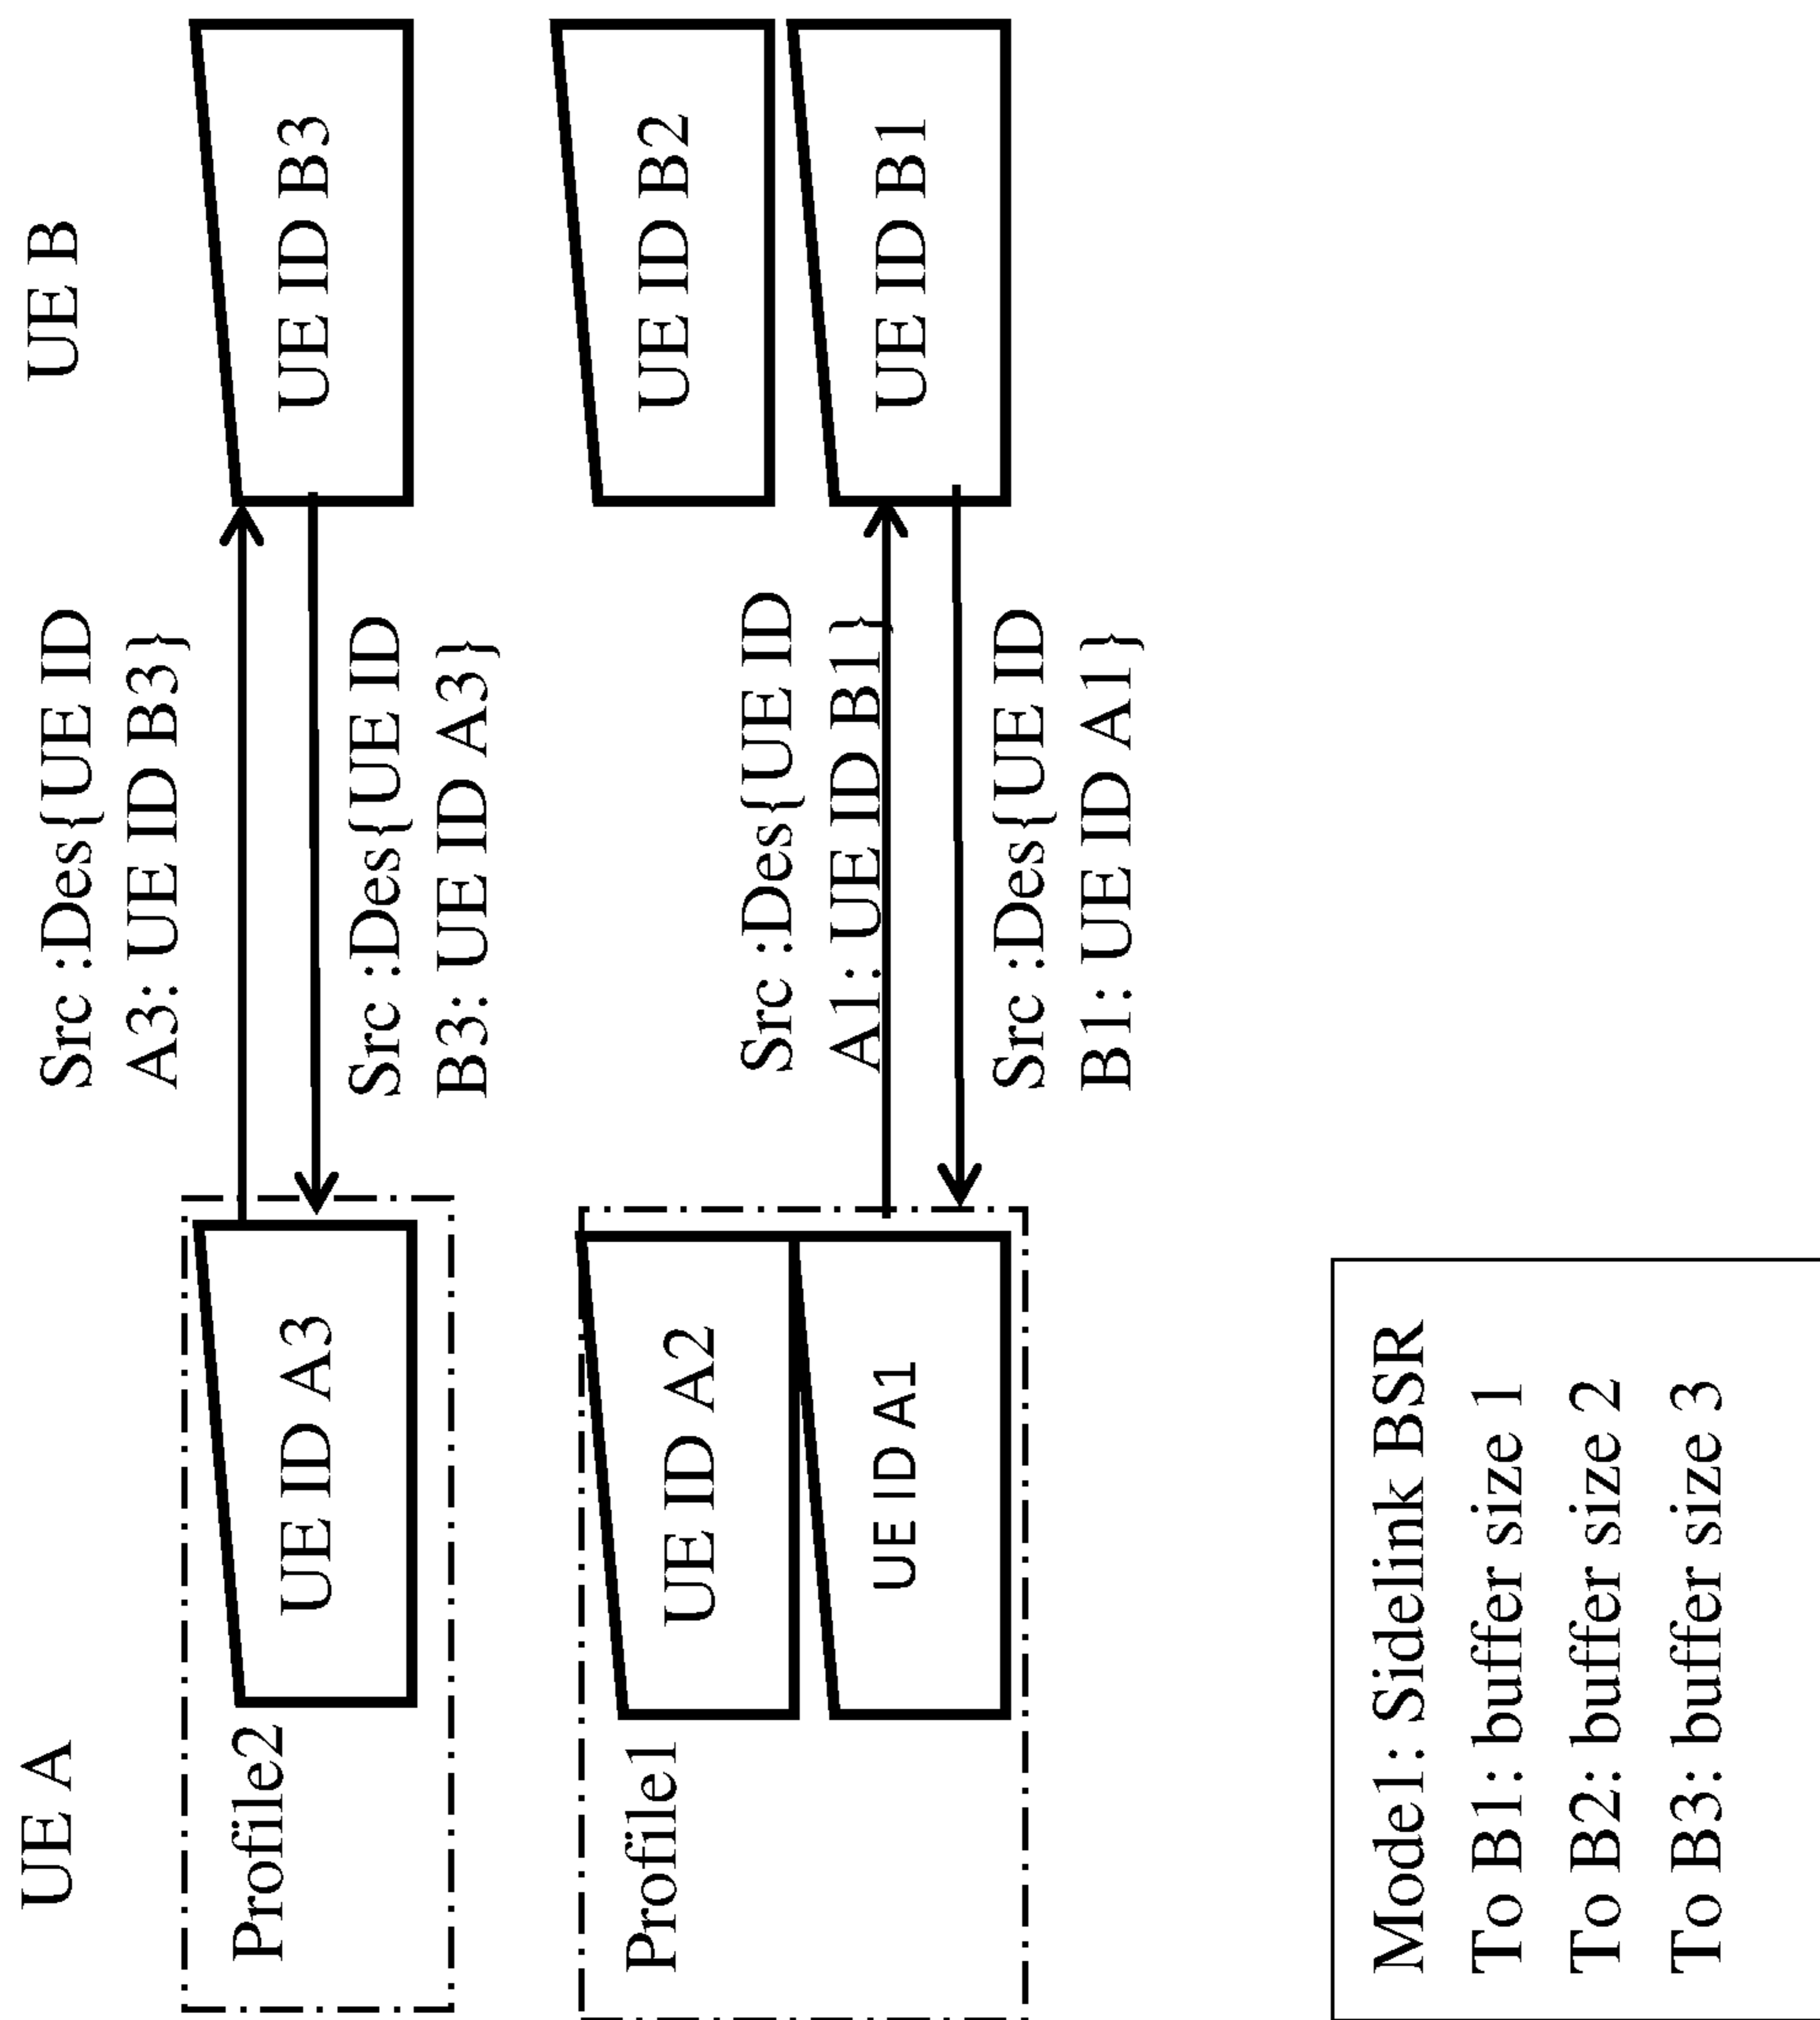 UE A
UE B
Profile2
UE ID A3
Src :Des{UE ID
A3: UE ID B3}
UE ID B3
Src :Des{UE ID
B3: UE ID A3}
Profile1
UE ID A2
UE ID B2
UE ID A1
Src :Des{UE ID
A1: UE ID B1}
UE ID B1
Src :Des{UE ID
B1: UE ID A1}
Mode1: Sidelink BSR
To B1: buffer size 1
To B2: buffer size 2
To B3: buffer size 3